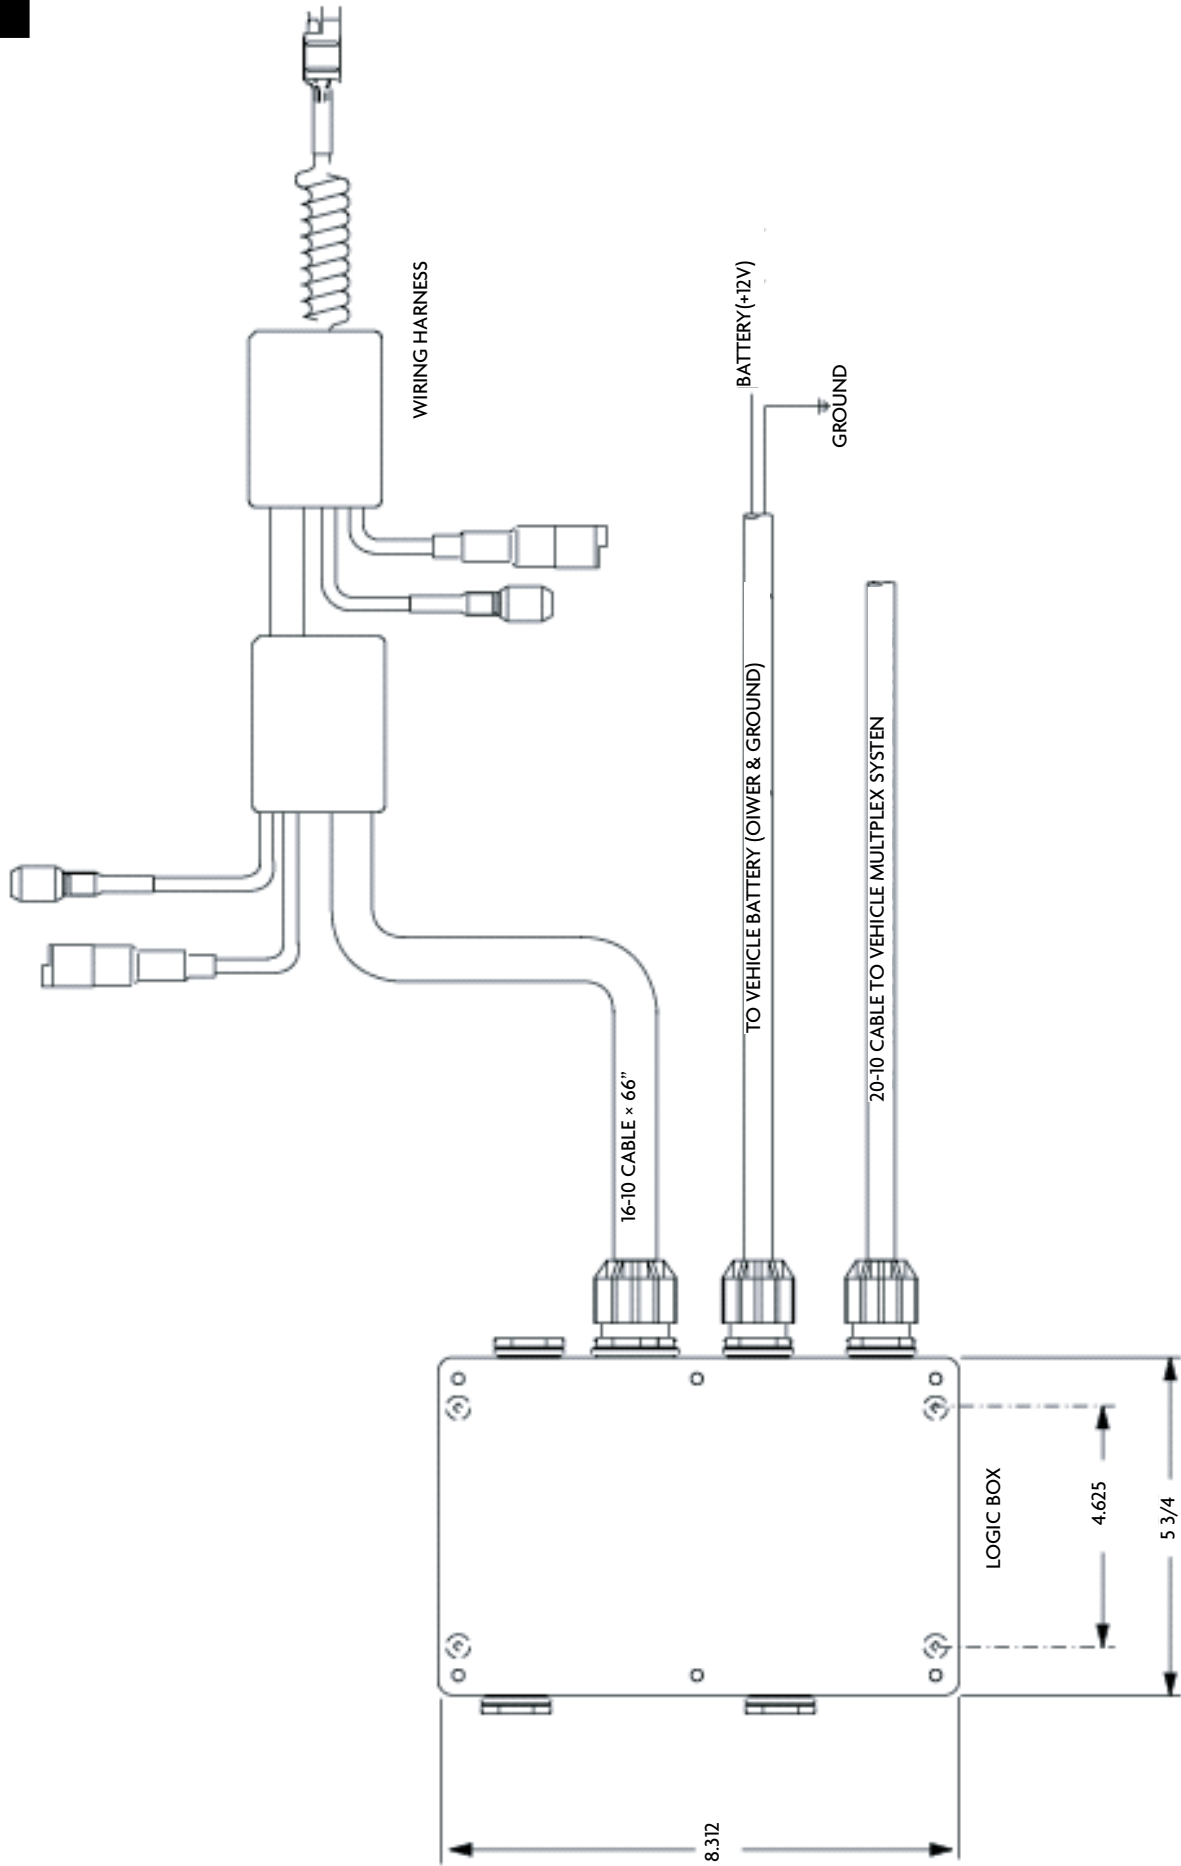 WIRING HARNESS
BATTERY (+12V)
GROUND
TO VEHICLE BATTERY (OIWER & GROUND)
20-10 CABLE TO VEHICLE MULTPLEX SYSTEN
16-10 CABLE × 66”
LOGIC BOX
4.625
5 3/4
8.312